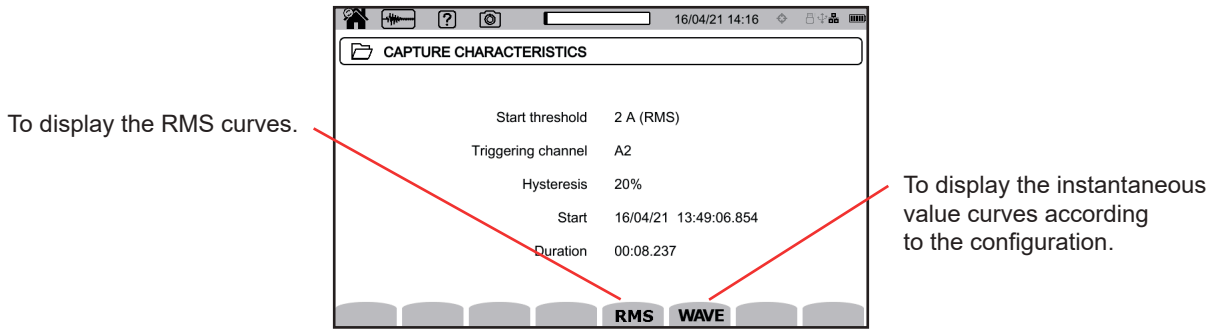 16/04/21 14:16
CAPTURE CHARACTERISTICS
To display the RMS curves.
Start threshold 2 A (RMS)
Triggering channel A2
Hysteresis 20%
Start 16/04/21 13:49:06.854
Duration 00:08.237
To display the instantaneous
value curves according
to the configuration.
RMS WAVE